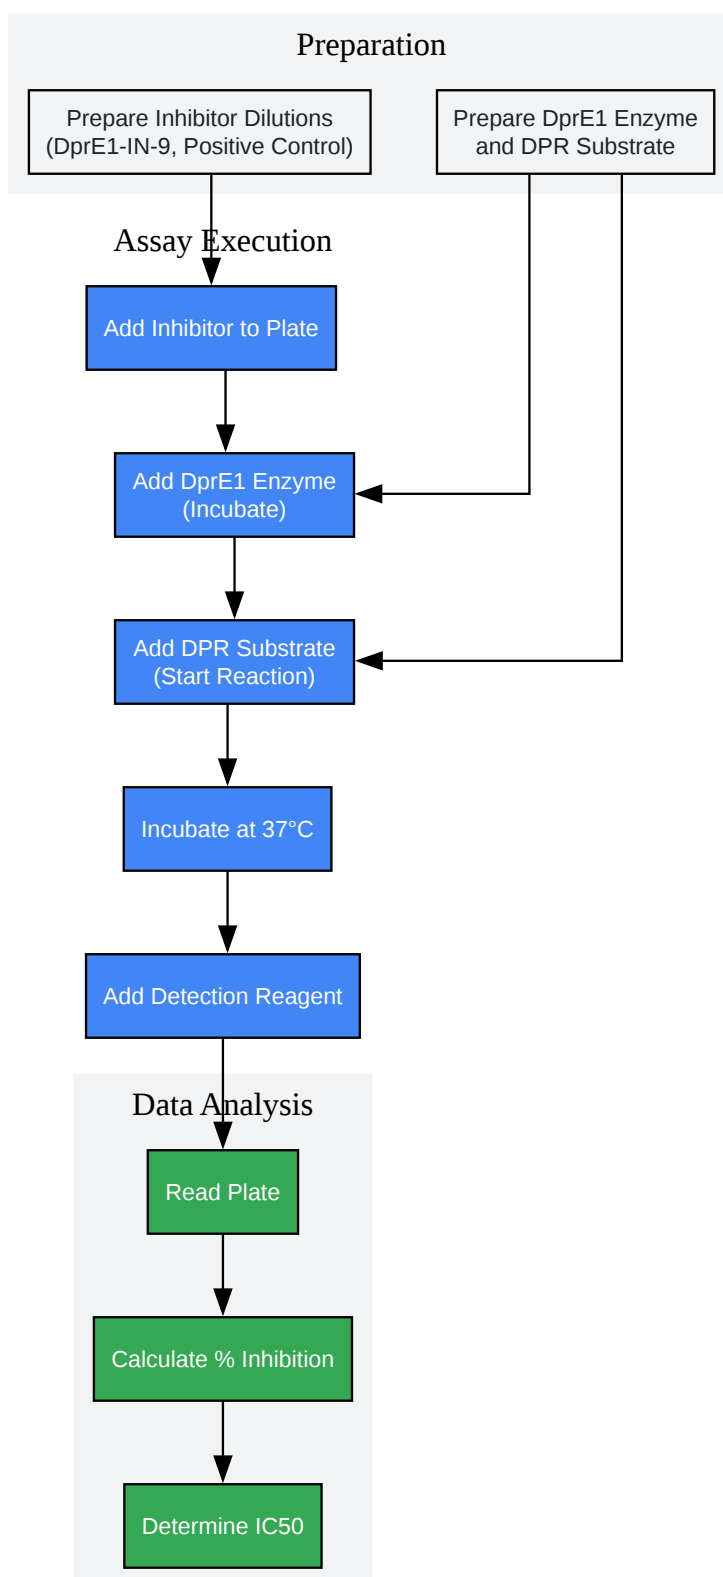 Preparation
Prepare Inhibitor Dilutions
(DprE1-IN-9, Positive Control)
Prepare DprE1 Enzyme
and DPR Substrate
Assay Execution
Add Inhibitor to Plate
Add DprE1 Enzyme
(Incubate)
Add DPR Substrate
(Start Reaction)
Incubate at 37°C
Add Detection Reagent
Data Analysis
Read Plate
Calculate % Inhibition
Determine IC50